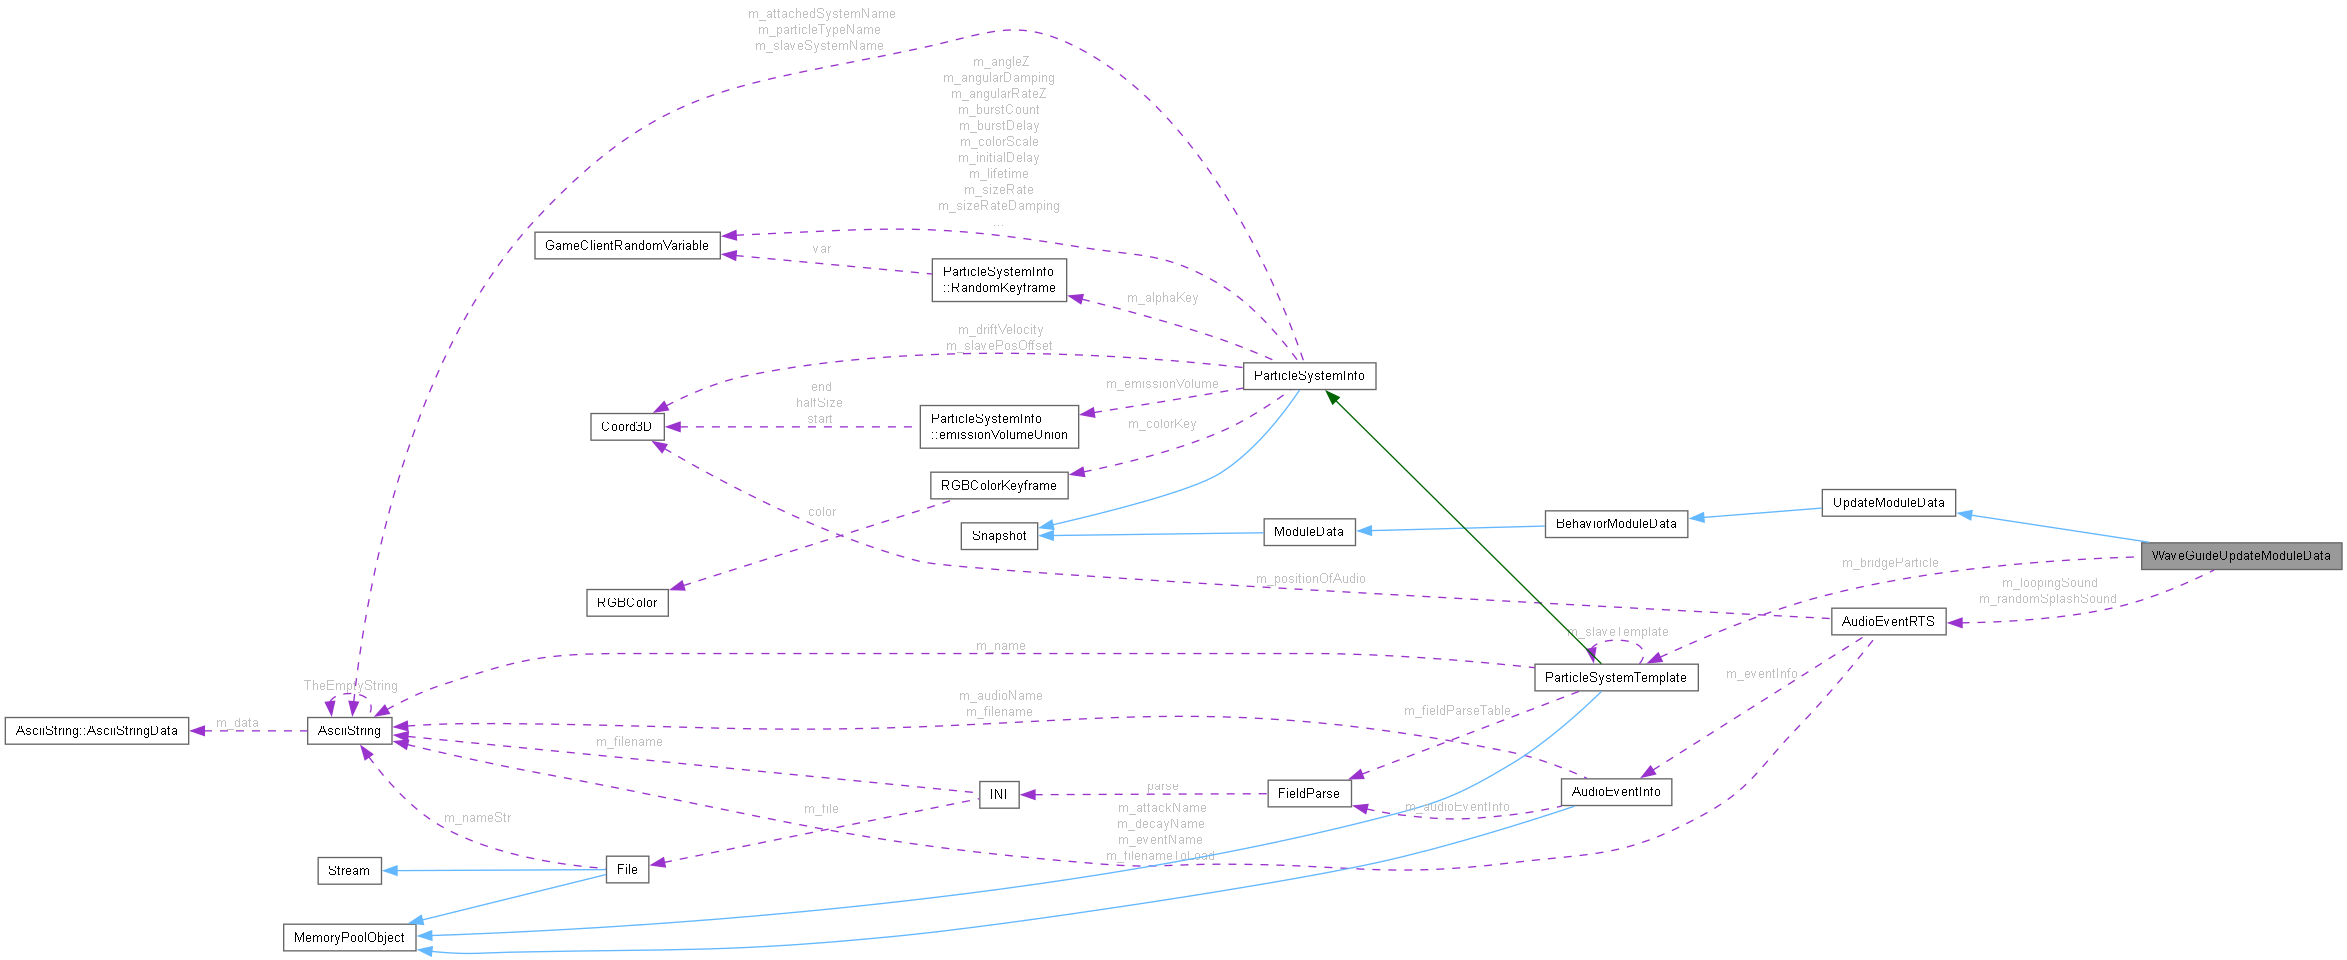 m_attachedSystemName
m_particleTypeName
m_slaveSystemName
m_angleZ
m_angularDamping
m_angularRateZ
m_burstCount
m_burstDelay
m_colorScale
m_initialDelay
m_lifetime
m_sizeRate
m_sizeRateDamping
...
GameClientRandomVariable
var
ParticleSystemInfo
::RandomKeyframe
m_alphaKey
m_driftVelocity
m_slavePosOffset
ParticleSystemInfo
end
halfSize
start
m_emissionVolume
Coord3D
ParticleSystemInfo
::emissionVolumeUnion
m_colorKey
RGBColorKeyframe
color
Snapshot
ModuleData
BehaviorModuleData
UpdateModuleData
WaveGuideUpdateModuleData
m_bridgeParticle
m_positionOfAudio
m_loopingSound
m_randomSplashSound
RGBColor
AudioEventRTS
m_slaveTemplate
m_name
ParticleSystemTemplate
m_eventInfo
TheEmptyString
m_audioName
m_filename
m_fieldParseTable
AsciiString::AsciiStringData
m_data
AsciiString
m_filename
INI
parse
FieldParse
m_audioEventInfo
AudioEventInfo
m_nameStr
m_file
m_attackName
m_decayName
m_eventName
m_filenameToLoad
Stream
File
MemoryPoolObject